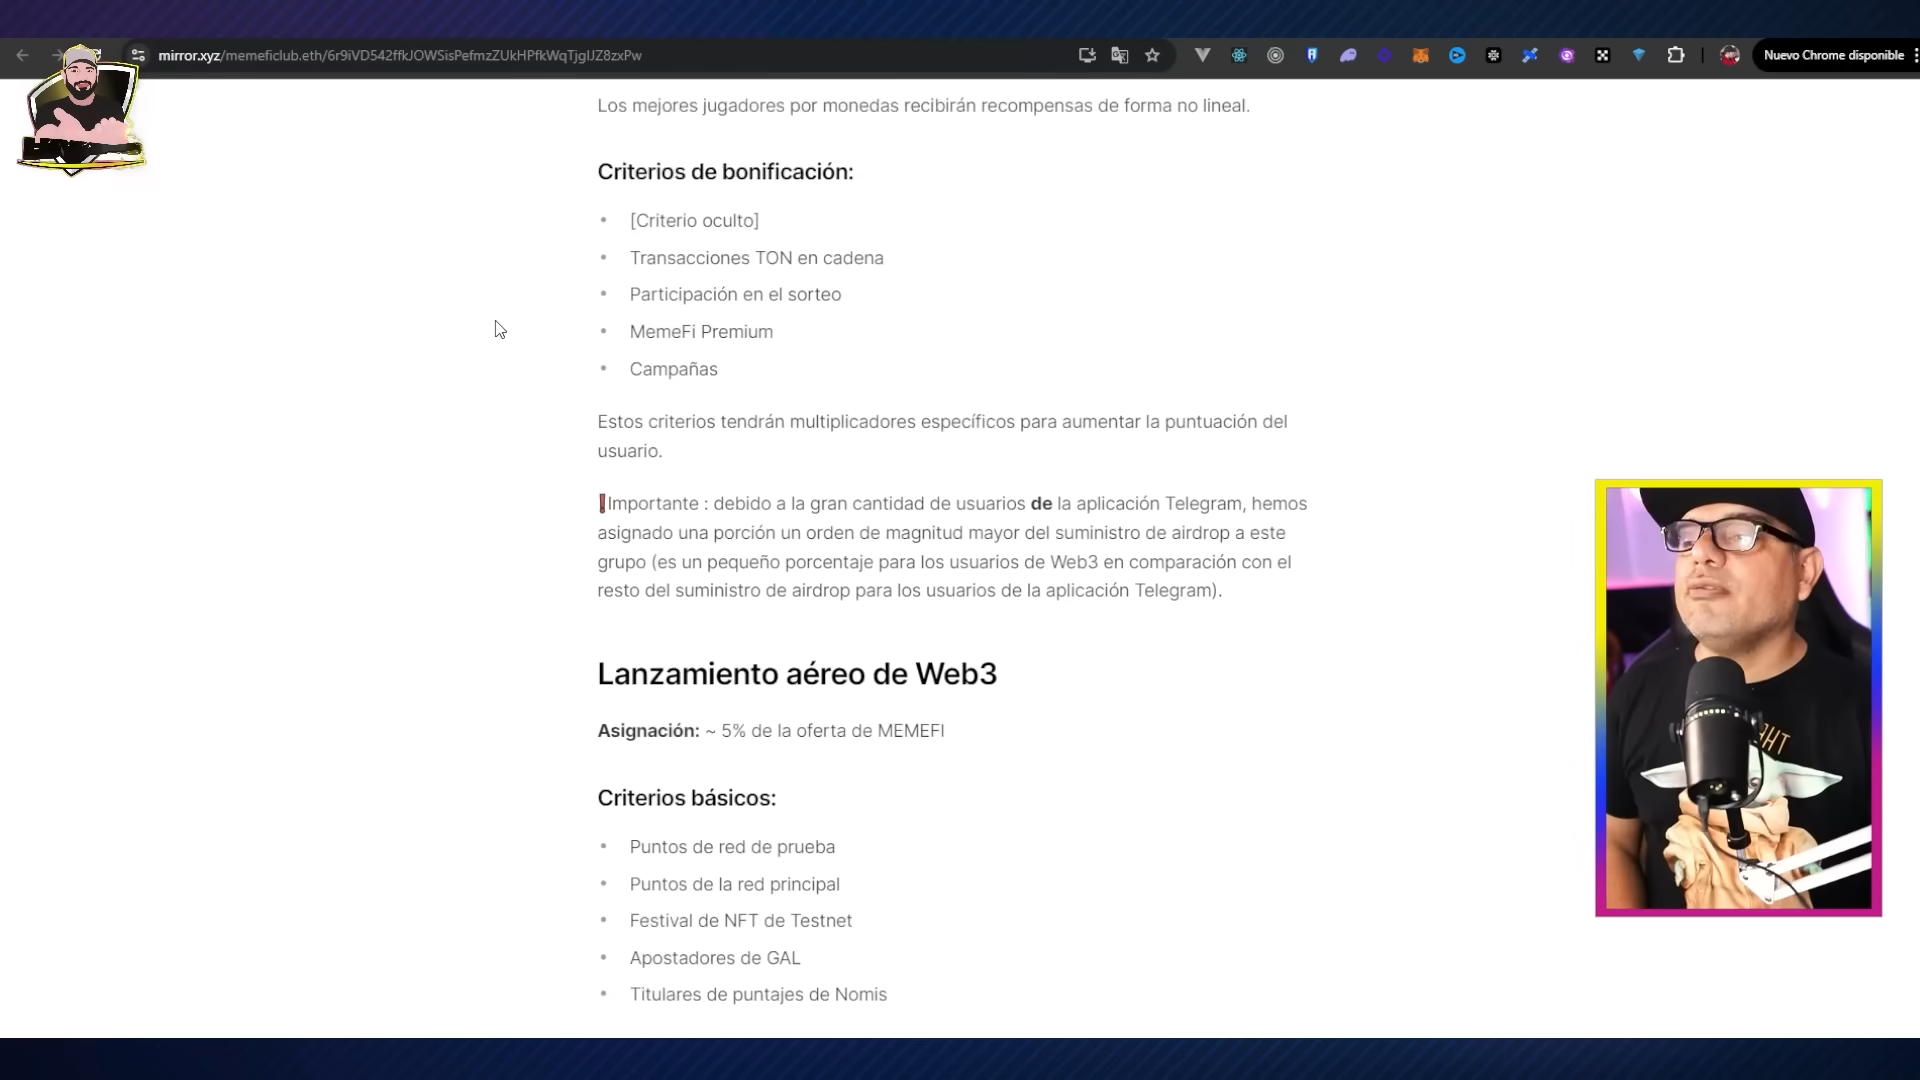 mirror.xyz/memeficlub.eth/6r9iVD542ffkJOWSisPefmzZUkHPfkWqTjglJZ8zxPw
Nuevo Chrome disponible
Los mejores jugadores por monedas recibirán recompensas de forma no lineal.
Criterios de bonificación:
• [Criterio oculto]
• Transacciones TON en cadena
• Participación en el sorteo
• MemeFi Premium
• Campañas
Estos criterios tendrán multiplicadores específicos para aumentar la puntuación del
usuario.
❗Importante : debido a la gran cantidad de usuarios de la aplicación Telegram, hemos
asignado una porción un orden de magnitud mayor del suministro de airdrop a este
grupo (es un pequeño porcentaje para los usuarios de Web3 en comparación con el
resto del suministro de airdrop para los usuarios de la aplicación Telegram).
Lanzamiento aéreo de Web3
Asignación: ~ 5% de la oferta de MEMEFI
Criterios básicos:
• Puntos de red de prueba
• Puntos de la red principal
• Festival de NFT de Testnet
• Apostadores de GAL
• Titulares de puntajes de Nomis